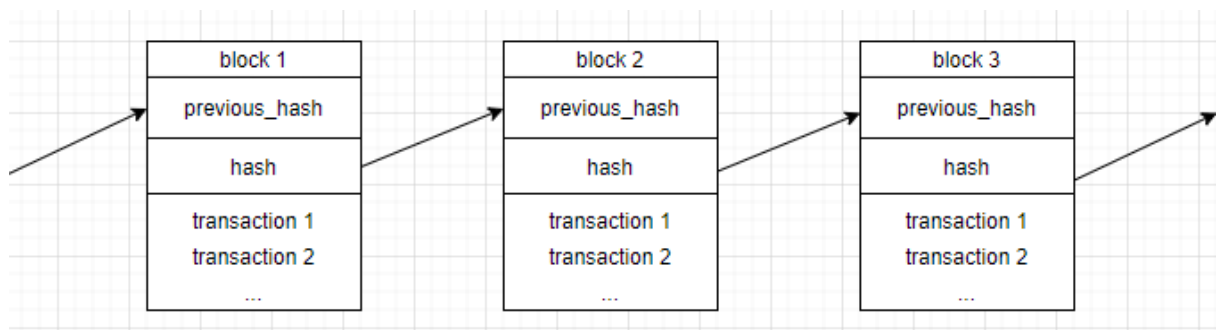 block 1
previous_hash
hash
transaction 1
transaction 2
...
block 2
previous_hash
hash
transaction 1
transaction 2
...
block 3
previous_hash
hash
transaction 1
transaction 2
...